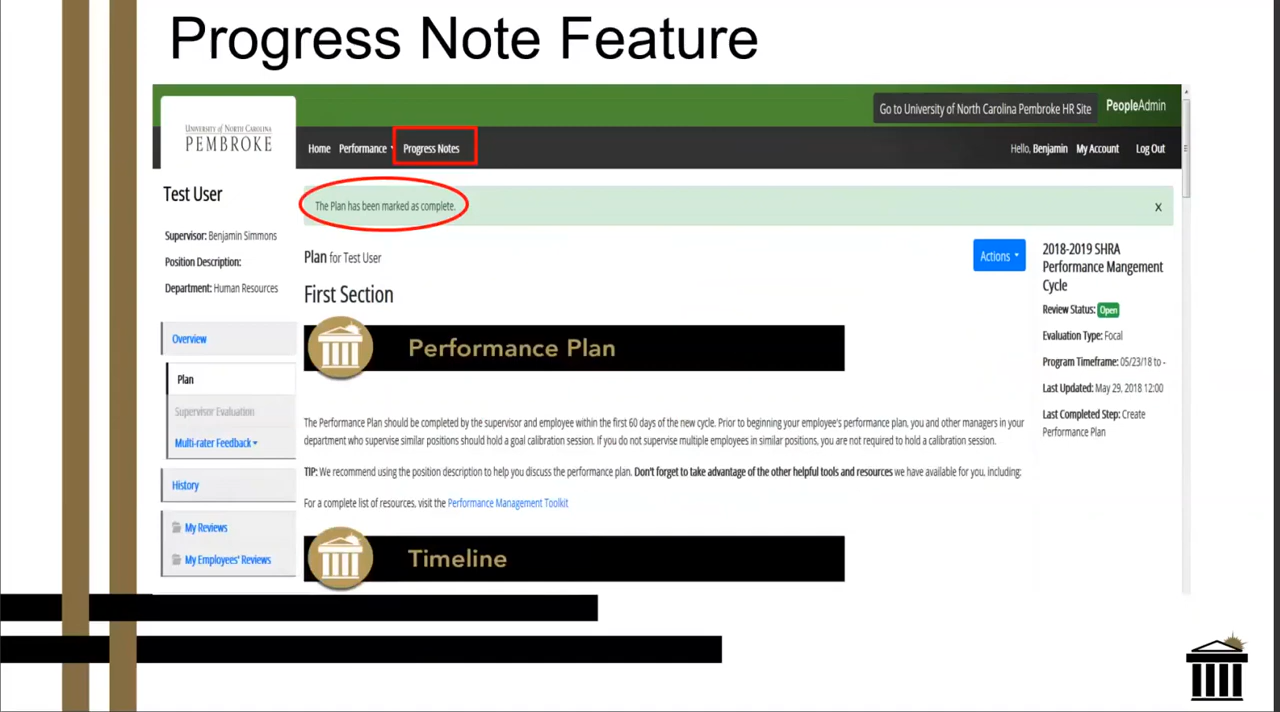 Progress Note Feature
Go to University of North Carolina Pembroke HR Site
PeopleAdmin
UNIVERSITY of NORTH CAROLINA
PEMBROKE
Home Performance Progress Notes
Hello, Benjamin My Account Log Out
Test User
The Plan has been marked as complete.
X
Supervisor: Benjamin Simmons
Position Description:
Department: Human Resources
Plan for Test User
Actions
First Section
2018-2019 SHRA
Performance Mangement
Cycle
Review Status: Open
Evaluation Type: Focal
Program Timeframe: 05/23/18 to -
Last Updated: May 29, 2018 12:00
Last Completed Step: Create
Performance Plan
Overview
Plan
Supervisor Evaluation
Multi-rater Feedback
History
My Reviews
My Employees' Reviews
Performance Plan
The Performance Plan should be completed by the supervisor and employee within the first 60 days of the new cycle. Prior to beginning your employee's performance plan, you and other managers in your
department who supervise similar positions should hold a goal calibration session. If you do not supervise multiple employees in similar positions, you are not required to hold a calibration session.
TIP: We recommend using the position description to help you discuss the performance plan. Don't forget to take advantage of the other helpful tools and resources we have available for you, including:
For a complete list of resources, visit the Performance Management Toolkit
Timeline